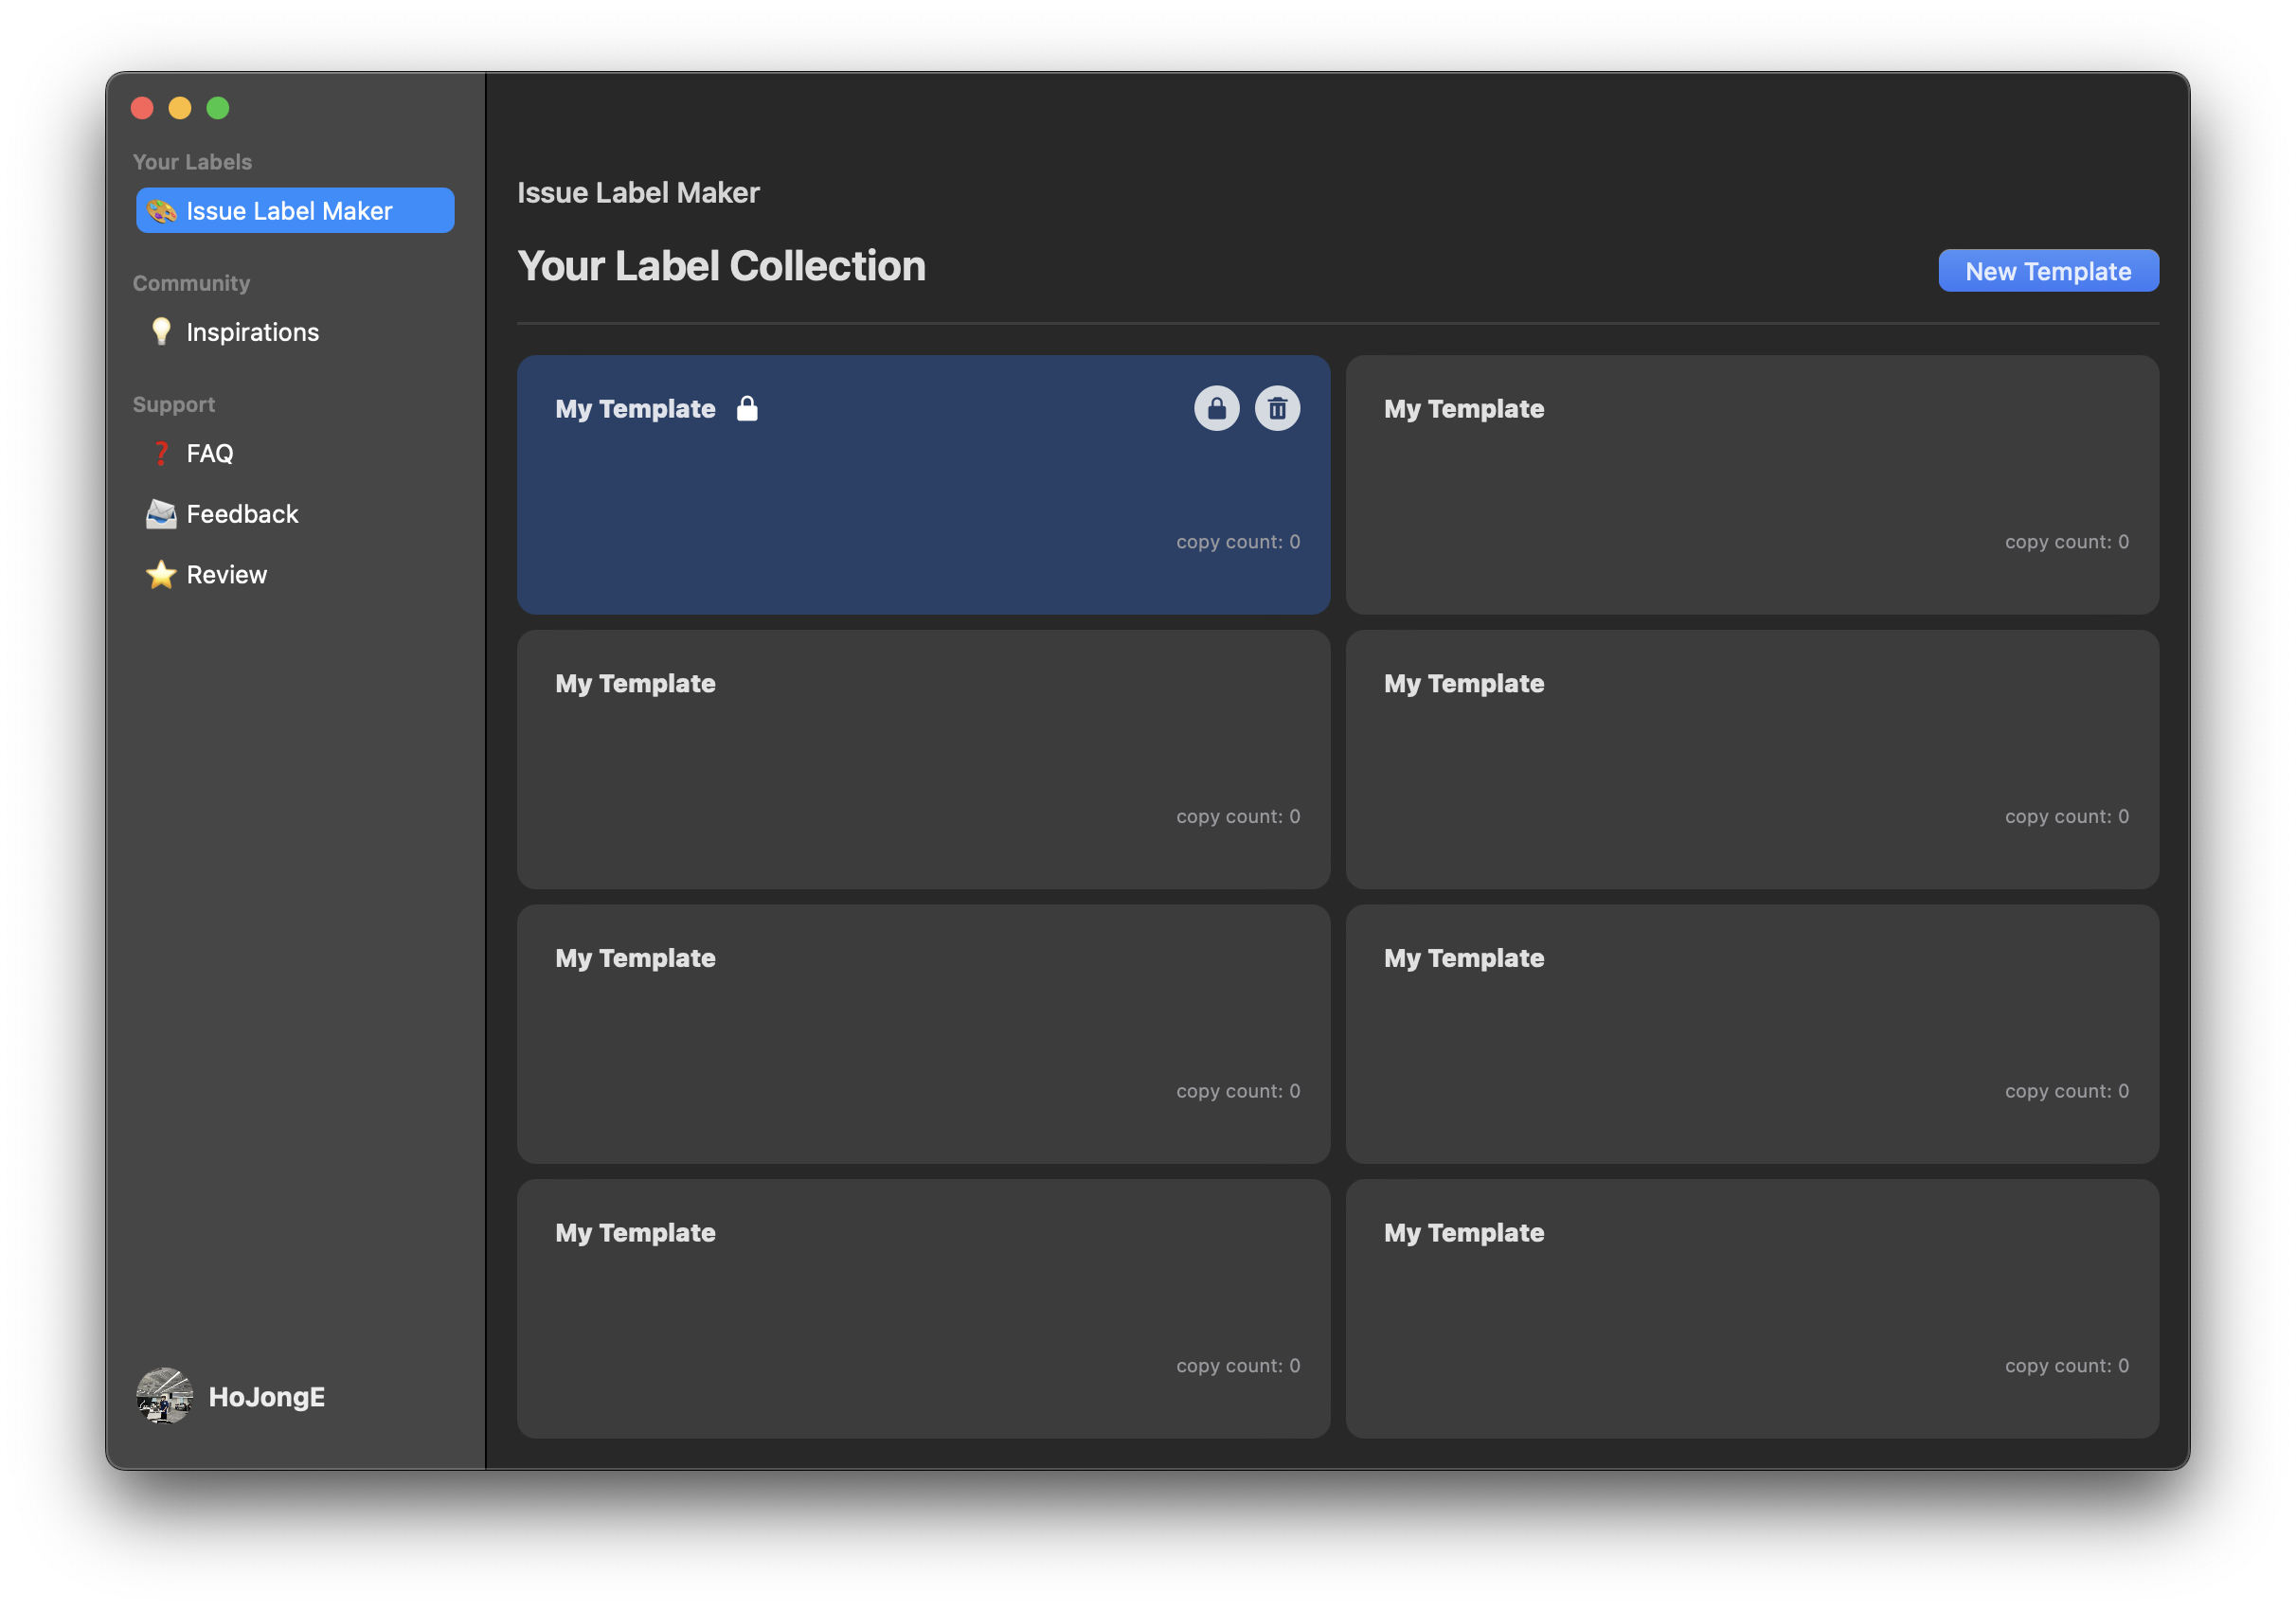 Your Labels
Issue Label Maker
Community
Inspirations
Support
FAQ
Feedback
Review
HoJongE
Issue Label Maker
Your Label Collection
New Template
My Template
copy count: 0
My Template
copy count: 0
My Template
copy count: 0
My Template
copy count: 0
My Template
copy count: 0
My Template
copy count: 0
My Template
copy count: 0
My Template
copy count: 0